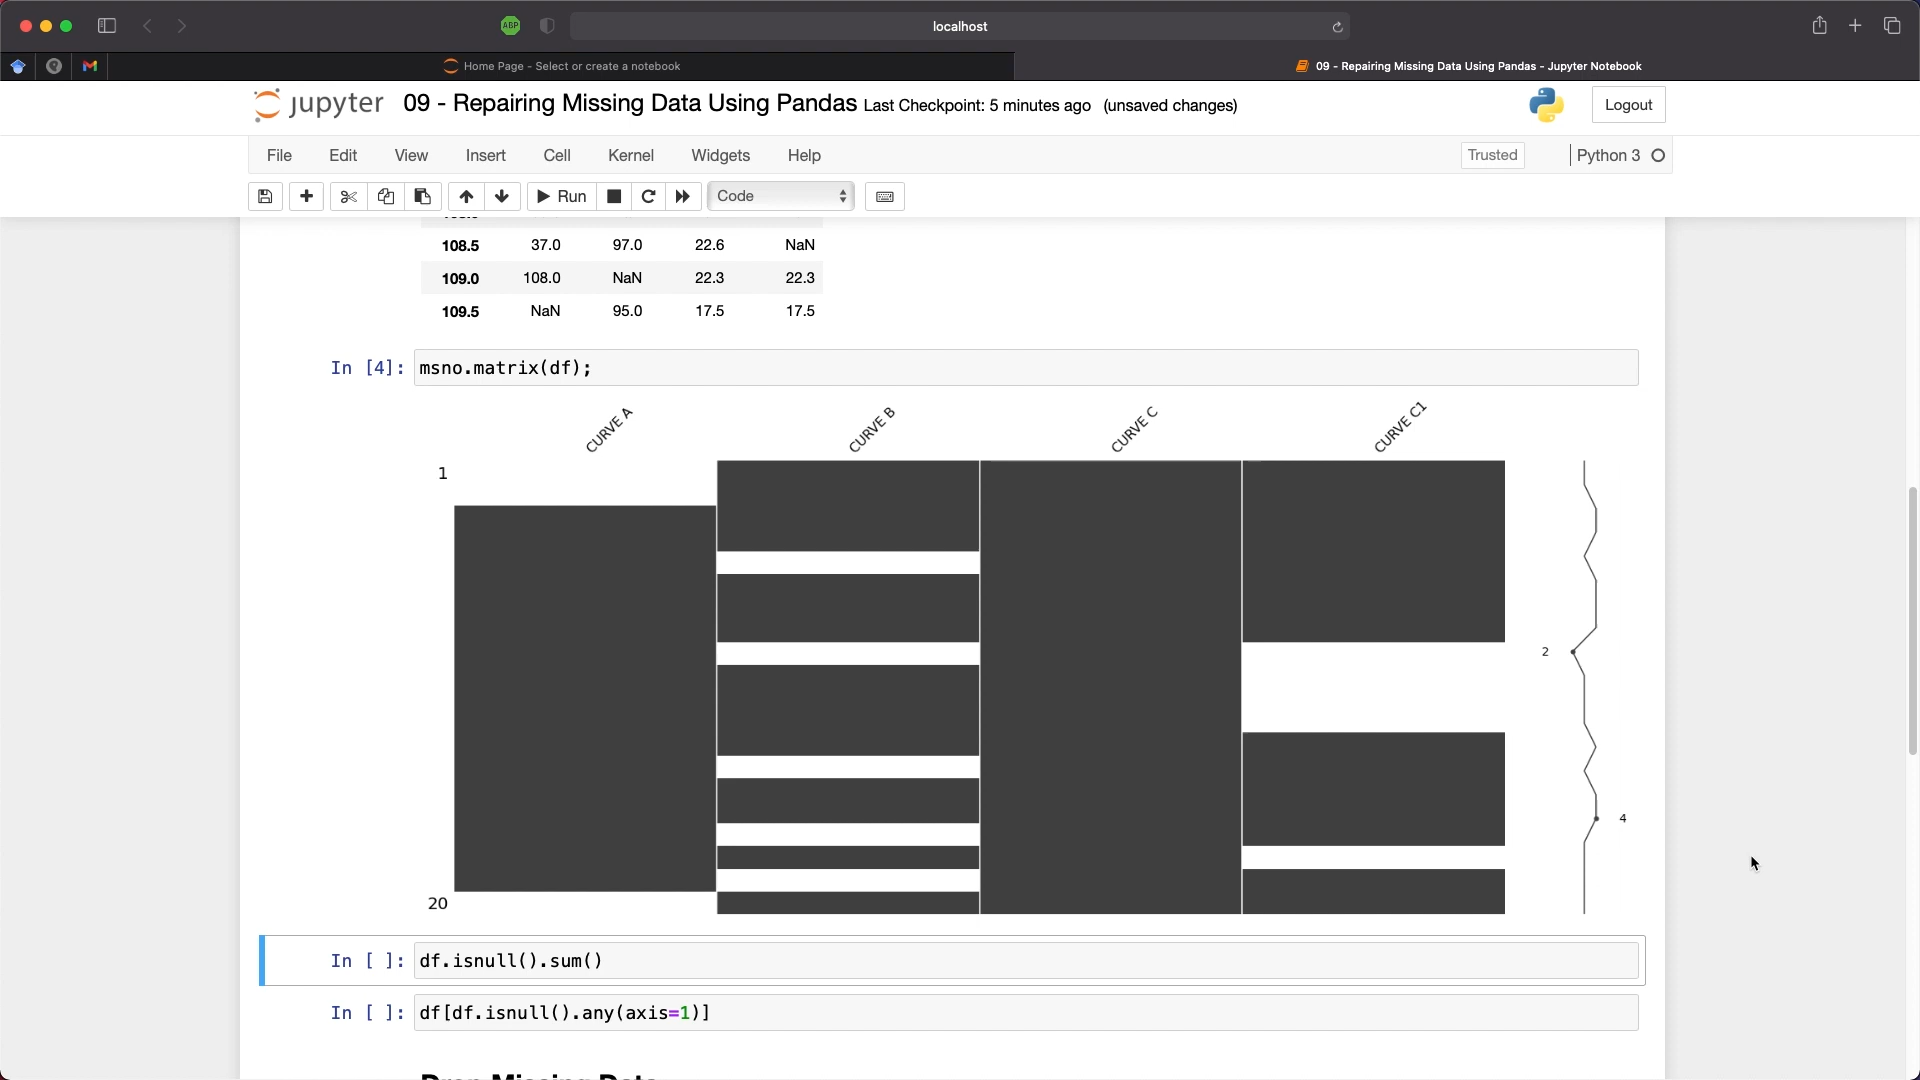 ABP
localhost
Home Page - Select or create a notebook
09 - Repairing Missing Data Using Pandas - Jupyter Notebook
jupyter 09 - Repairing Missing Data Using Pandas Last Checkpoint: 5 minutes ago (unsaved changes)
Logout
File Edit View Insert Cell Kernel Widgets Help
Trusted Python 3
Run Code
108.5 37.0 97.0 22.6 NaN
109.0 108.0 NaN 22.3 22.3
109.5 NaN 95.0 17.5 17.5
In [4]: msno.matrix(df);
CURVE A CURVE B CURVE C CURVE C1
1
2
4
20
In [ ]: df.isnull().sum()
In [ ]: df[df.isnull().any(axis=1)]
Drop Missing Data